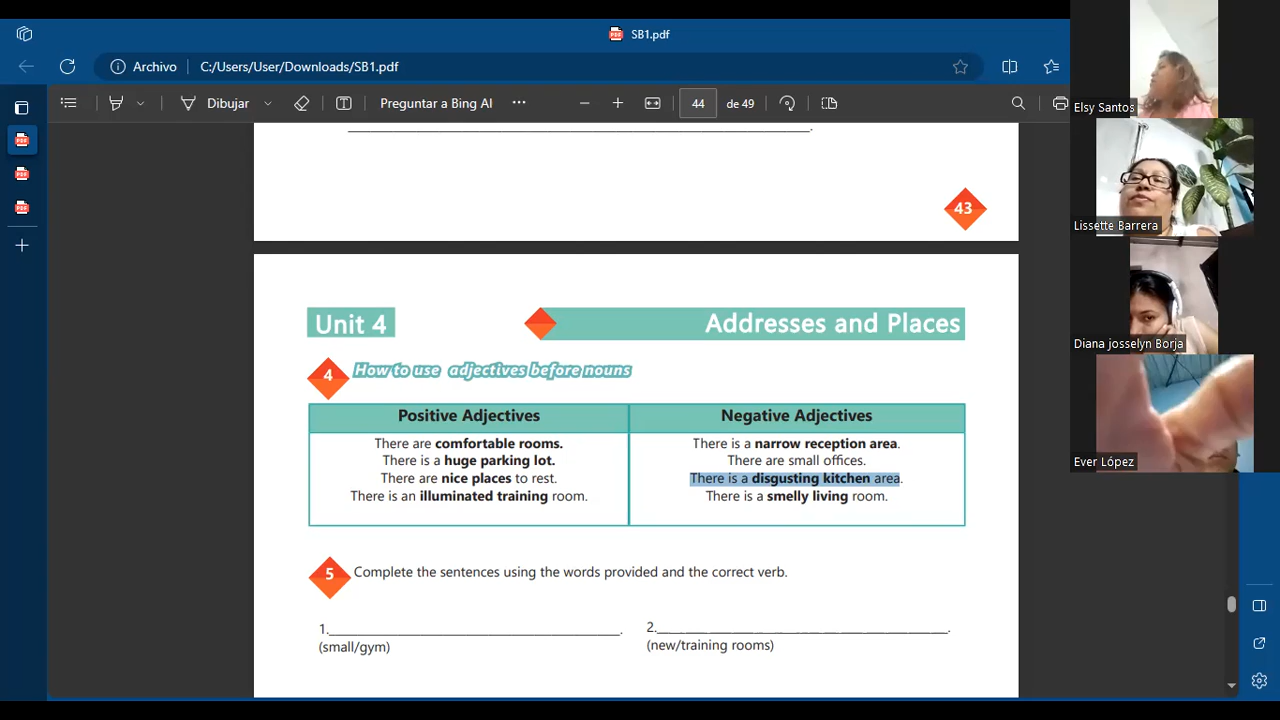 SB1.pdf
Archivo C:/Users/User/Downloads/SB1.pdf
Dibujar Preguntar a Bing AI 44 de 49
43
Unit 4 Addresses and Places
4 How to use adjectives before nouns
Positive Adjectives Negative Adjectives
There are comfortable rooms. There is a narrow reception area.
There is a huge parking lot. There are small offices.
There are nice places to rest. There is a disgusting kitchen area.
There is an illuminated training room. There is a smelly living room.
5 Complete the sentences using the words provided and the correct verb.
1.______________________. 2.______________________.
(small/gym) (new/training rooms)
Elsy Santos
Lissette Barrera
Diana josselyn Borja
Ever López